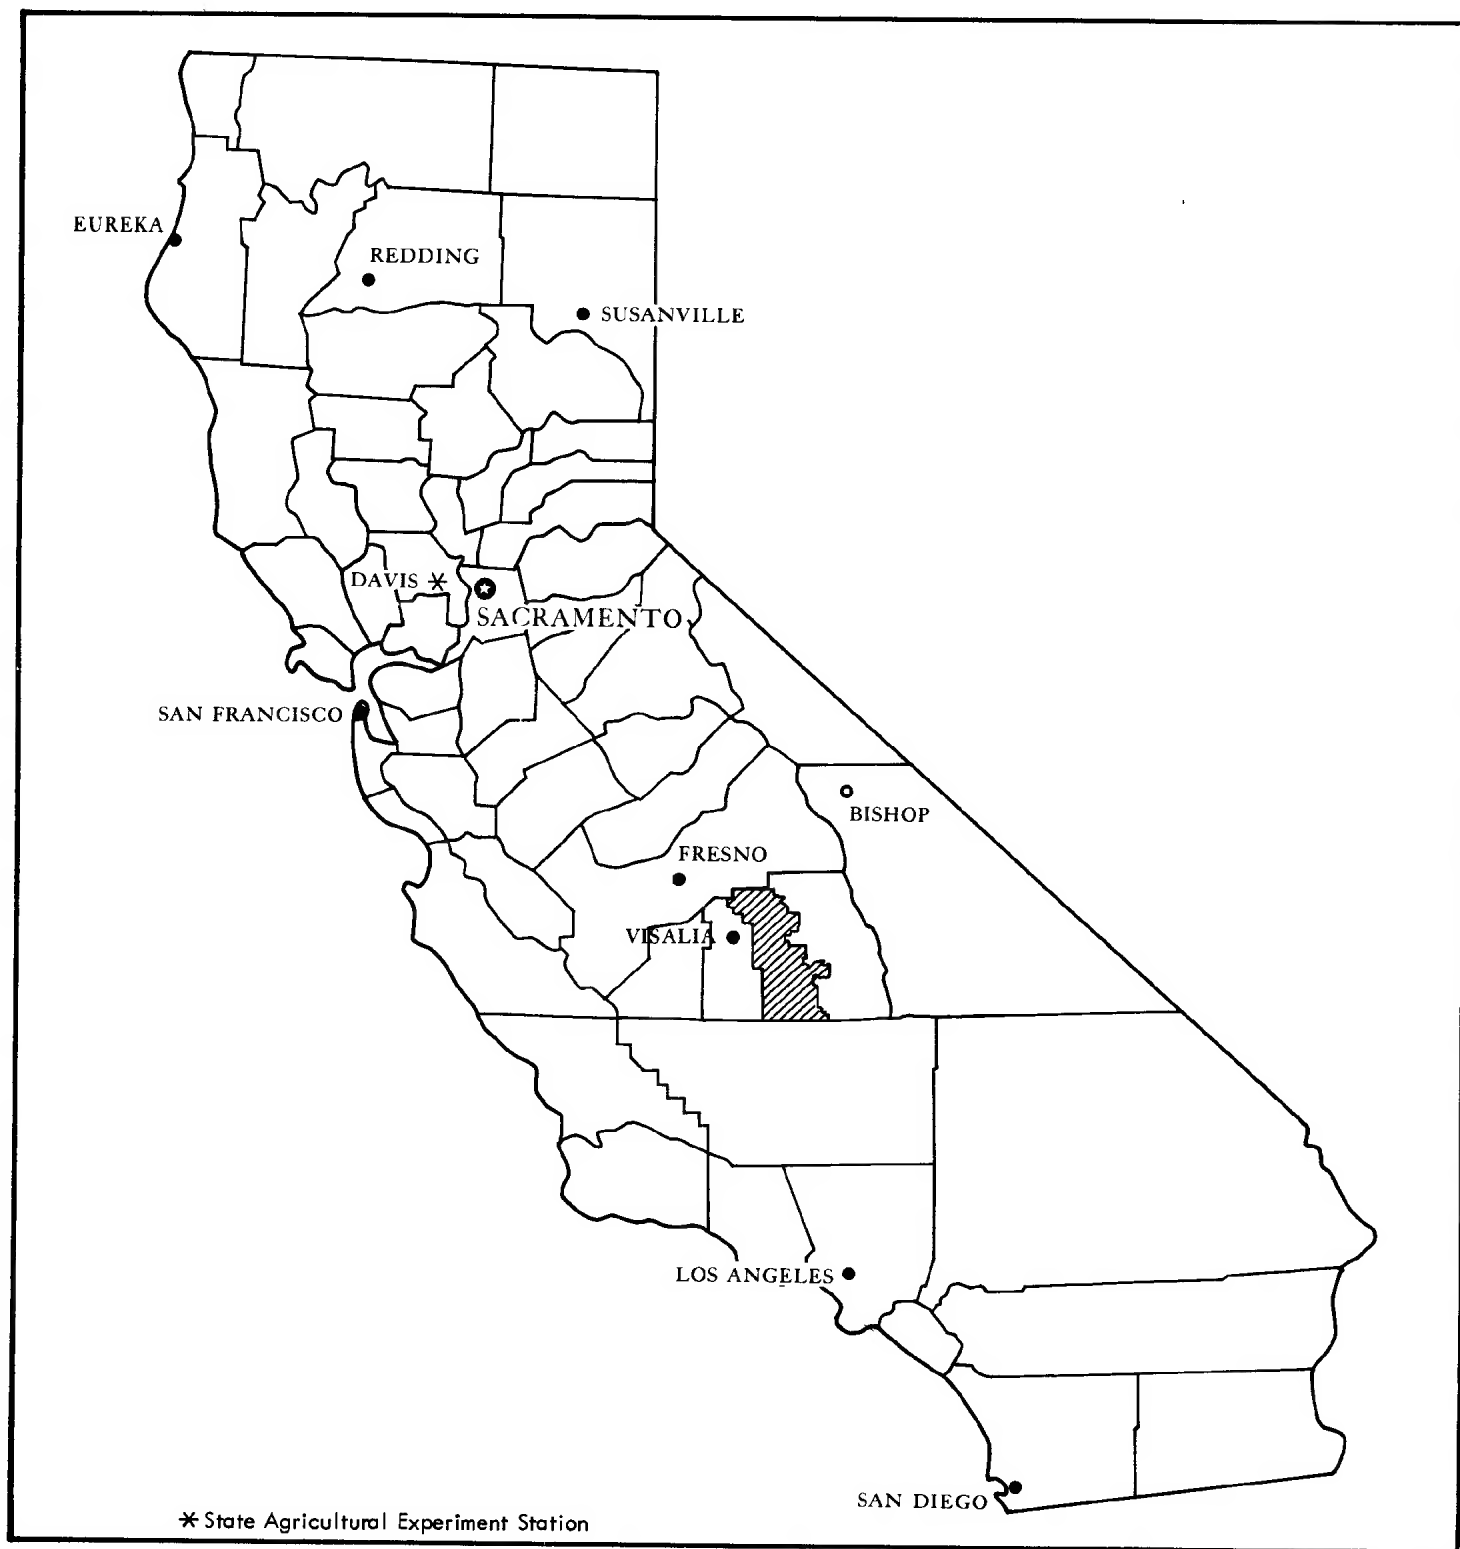 EUREKA
REDDING
SUSANVILLE
DAVIS *
SACRAMENTO
SAN FRANCISCO
BISHOP
FRESNO
VISALIA
LOS ANGELES
SAN DIEGO
* State Agricultural Experiment Station